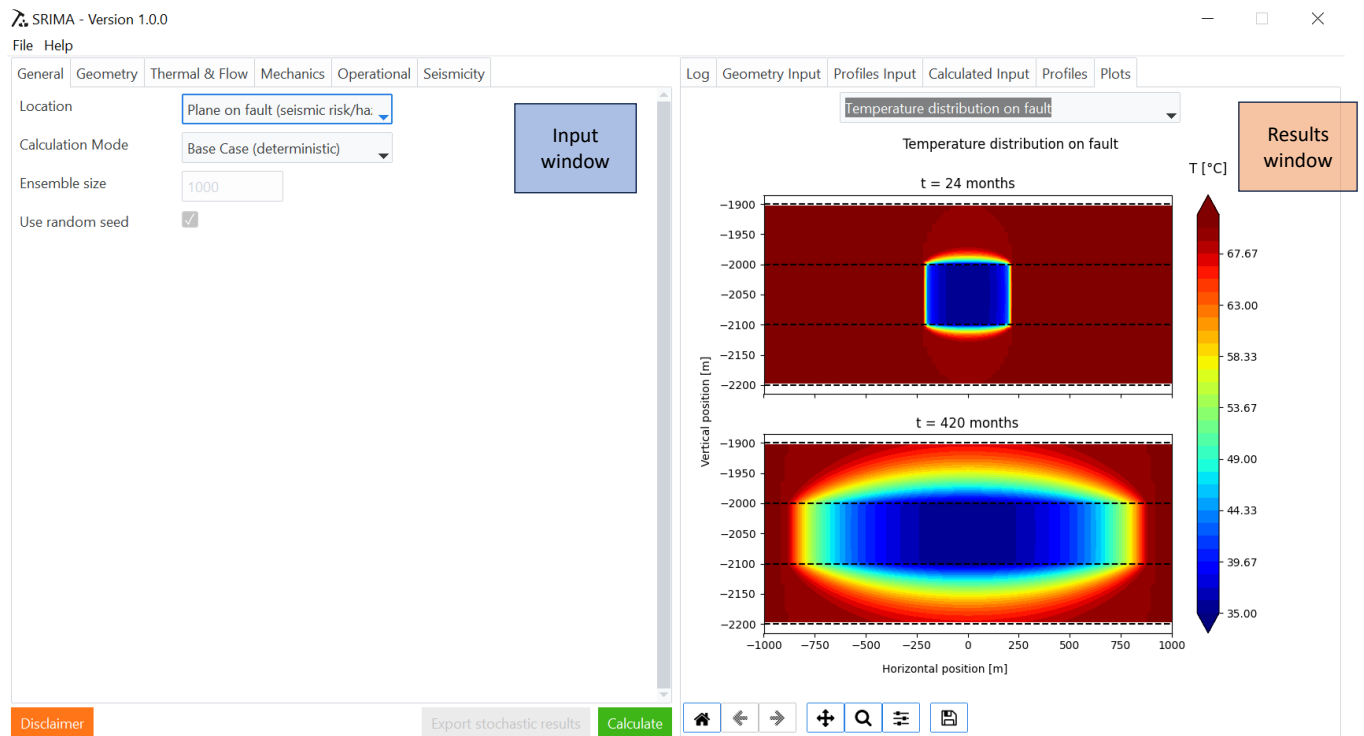 SRIMA - Version 1.0.0
File Help
General Geometry Thermal & Flow Mechanics Operational Seismicity
Location
Plane on fault (seismic risk/ha:
Calculation Mode
Base Case (deterministic)
Ensemble size
1000
Use random seed
Input
window
Disclaimer
Export stochastic results
Calculate
Log Geometry Input Profiles Input Calculated Input Profiles Plots
Temperature distribution on fault
Results
window
Temperature distribution on fault
T [°C]
t = 24 months
−1900
−1950
−2000
−2050
−2100
−2150
−2200
t = 420 months
−1900
−1950
−2000
−2050
−2100
−2150
−2200
Vertical position [m]
−1000 −750 −500 −250 0 250 500 750 1000
Horizontal position [m]
67.67
63.00
58.33
53.67
49.00
44.33
39.67
35.00